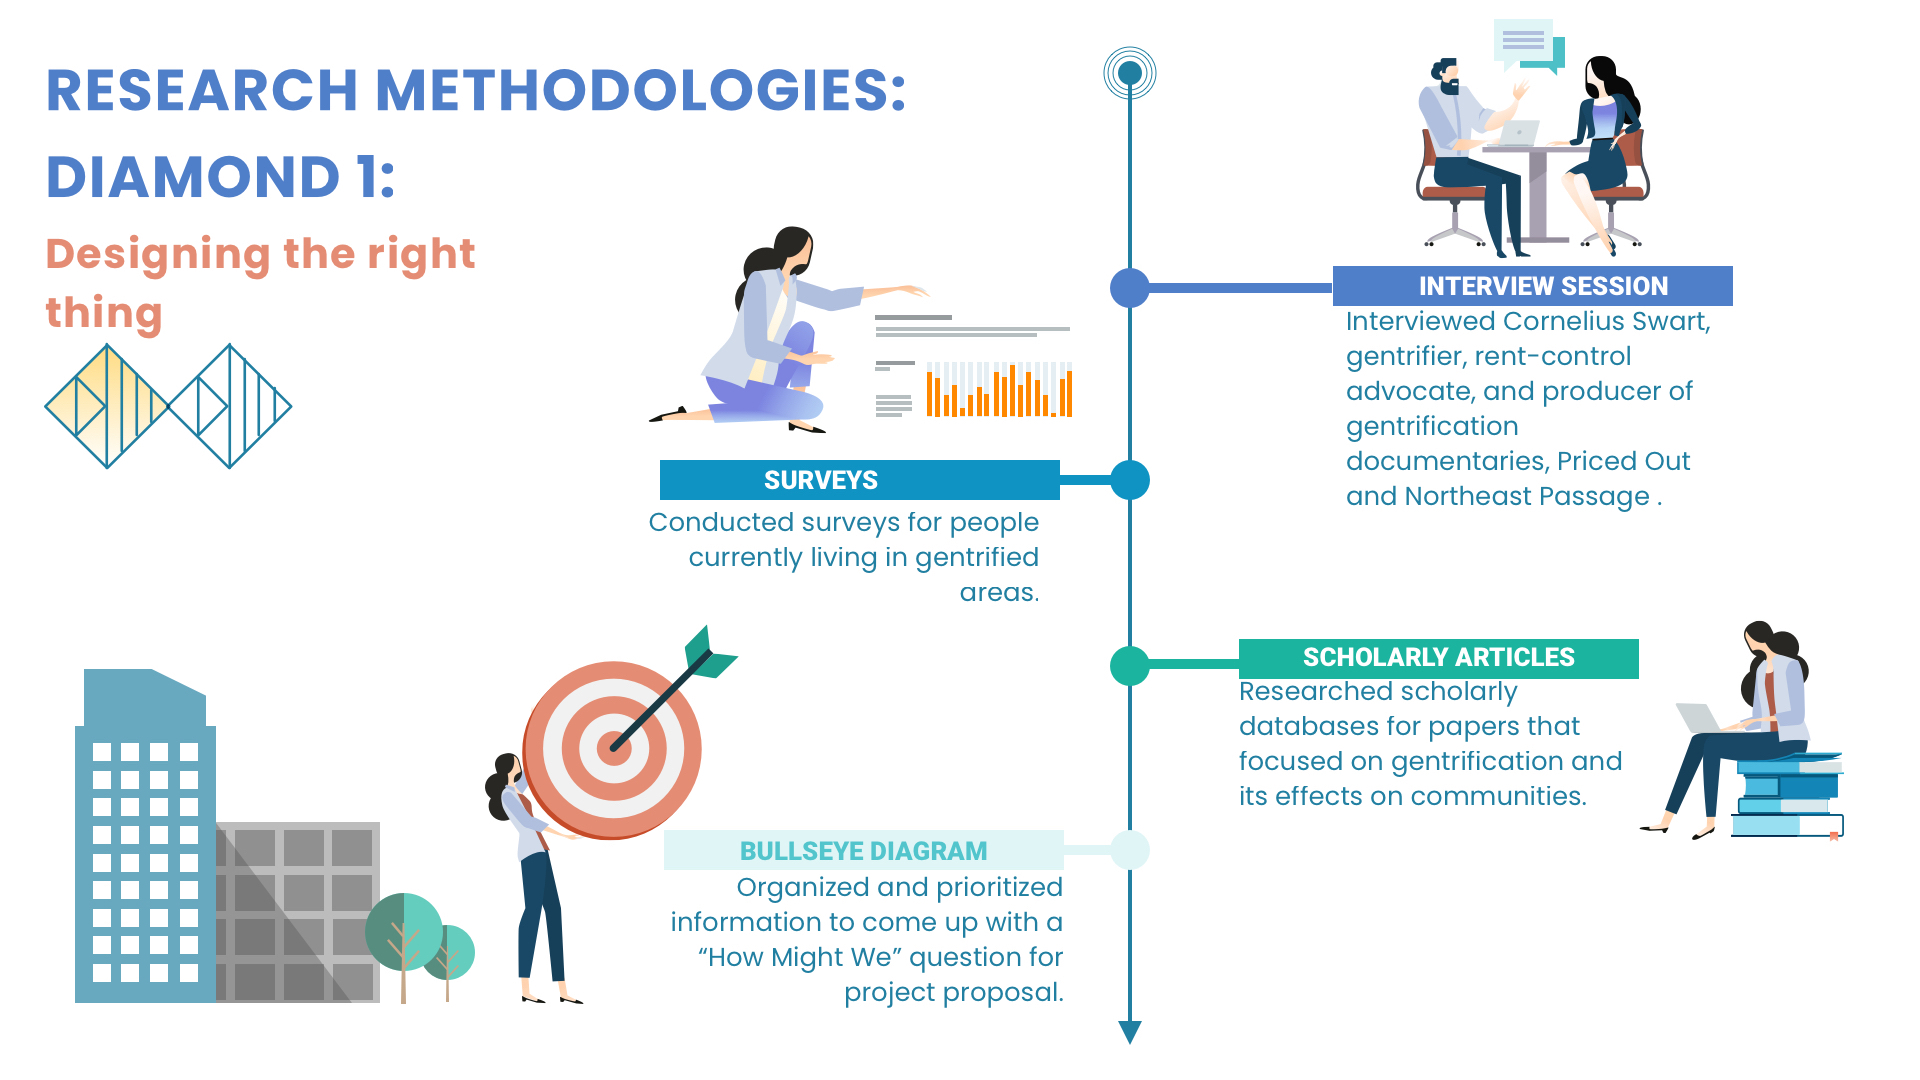 RESEARCH METHODOLOGIES:
DIAMOND 1:
Designing the right
thing
INTERVIEW SESSION
Interviewed Cornelius Swart,
gentrifier, rent-control
advocate, and producer of
gentrification
documentaries, Priced Out
and Northeast Passage .
SURVEYS
Conducted surveys for people
currently living in gentrified
areas.
SCHOLARLY ARTICLES
Researched scholarly
databases for papers that
focused on gentrification and
its effects on communities.
BULLSEYE DIAGRAM
Organized and prioritized
information to come up with a
“How Might We” question for
project proposal.